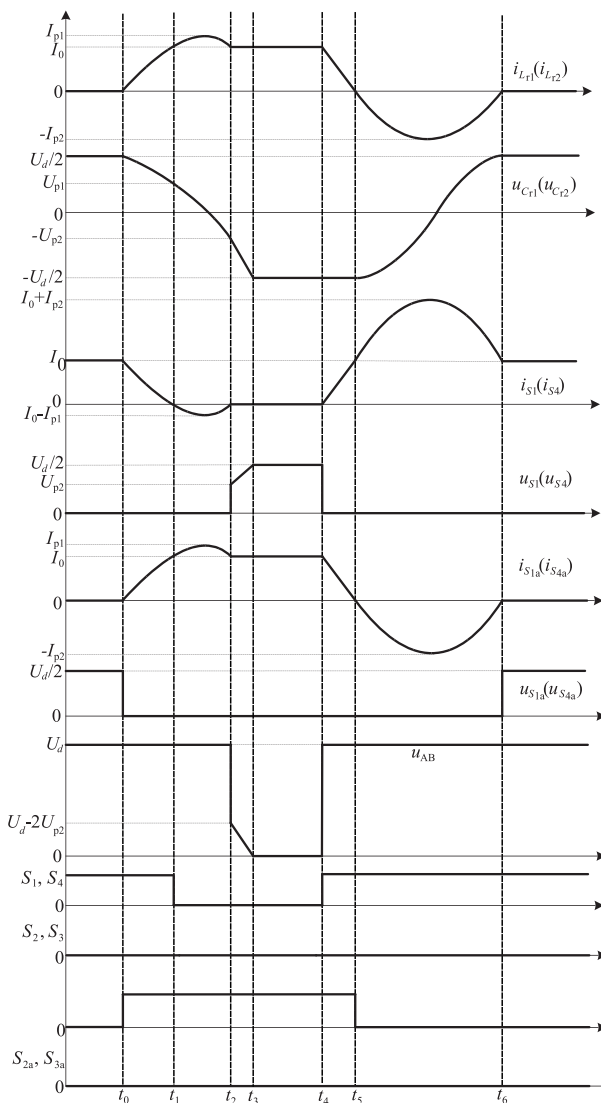 I_p1
I_0
0
-I_p2
i_Lr1(i_Lr2)
U_d/2
U_p1
0
-U_p2
-U_d/2
u_Cr1(u_Cr2)
I_0+I_p2
I_0
0
I_0-I_p1
i_S1(i_S4)
U_d/2
U_p2
0
u_S1(u_S4)
I_p1
I_0
0
-I_p2
i_S1a(i_S4a)
U_d/2
0
u_S1a(u_S4a)
U_d
u_AB
U_d-2U_p2
0
S_1, S_4
0
S_2, S_3
0
0
S_2a, S_3a
0
t_0 t_1 t_2 t_3 t_4 t_5 t_6